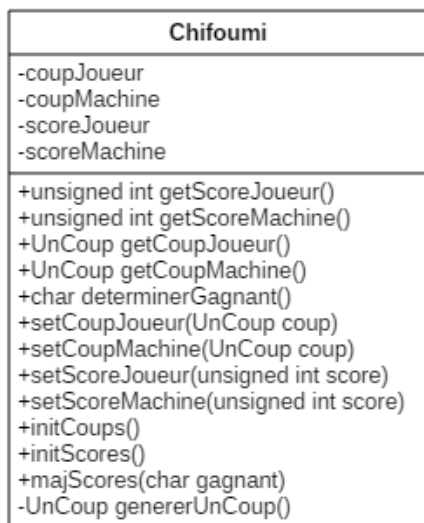 Chifoumi
-coupJoueur
-coupMachine
-scoreJoueur
-scoreMachine
+unsigned int getScoreJoueur()
+unsigned int getScoreMachine()
+UnCoup getCoupJoueur()
+UnCoup getCoupMachine()
+char determinerGagnant()
+setCoupJoueur(UnCoup coup)
+setCoupMachine(UnCoup coup)
+setScoreJoueur(unsigned int score)
+setScoreMachine(unsigned int score)
+initCoups()
+initScores()
+majScores(char gagnant)
-UnCoup genererUnCoup()